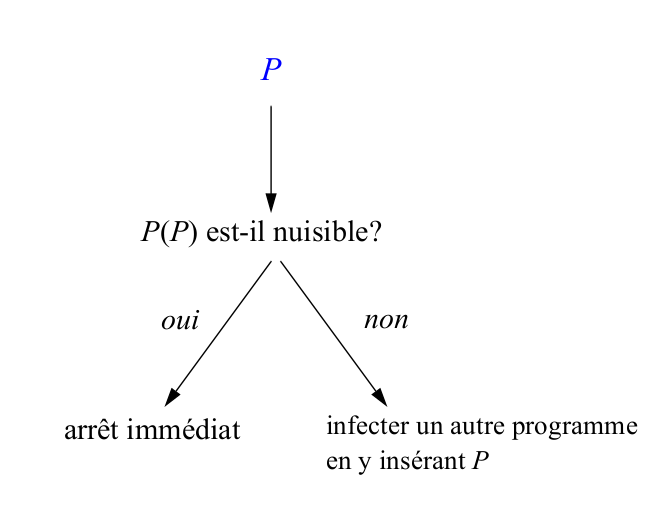 P
P(P) est-il nuisible?
oui
non
arrêt immédiat
infecter un autre programme
en y insérant P